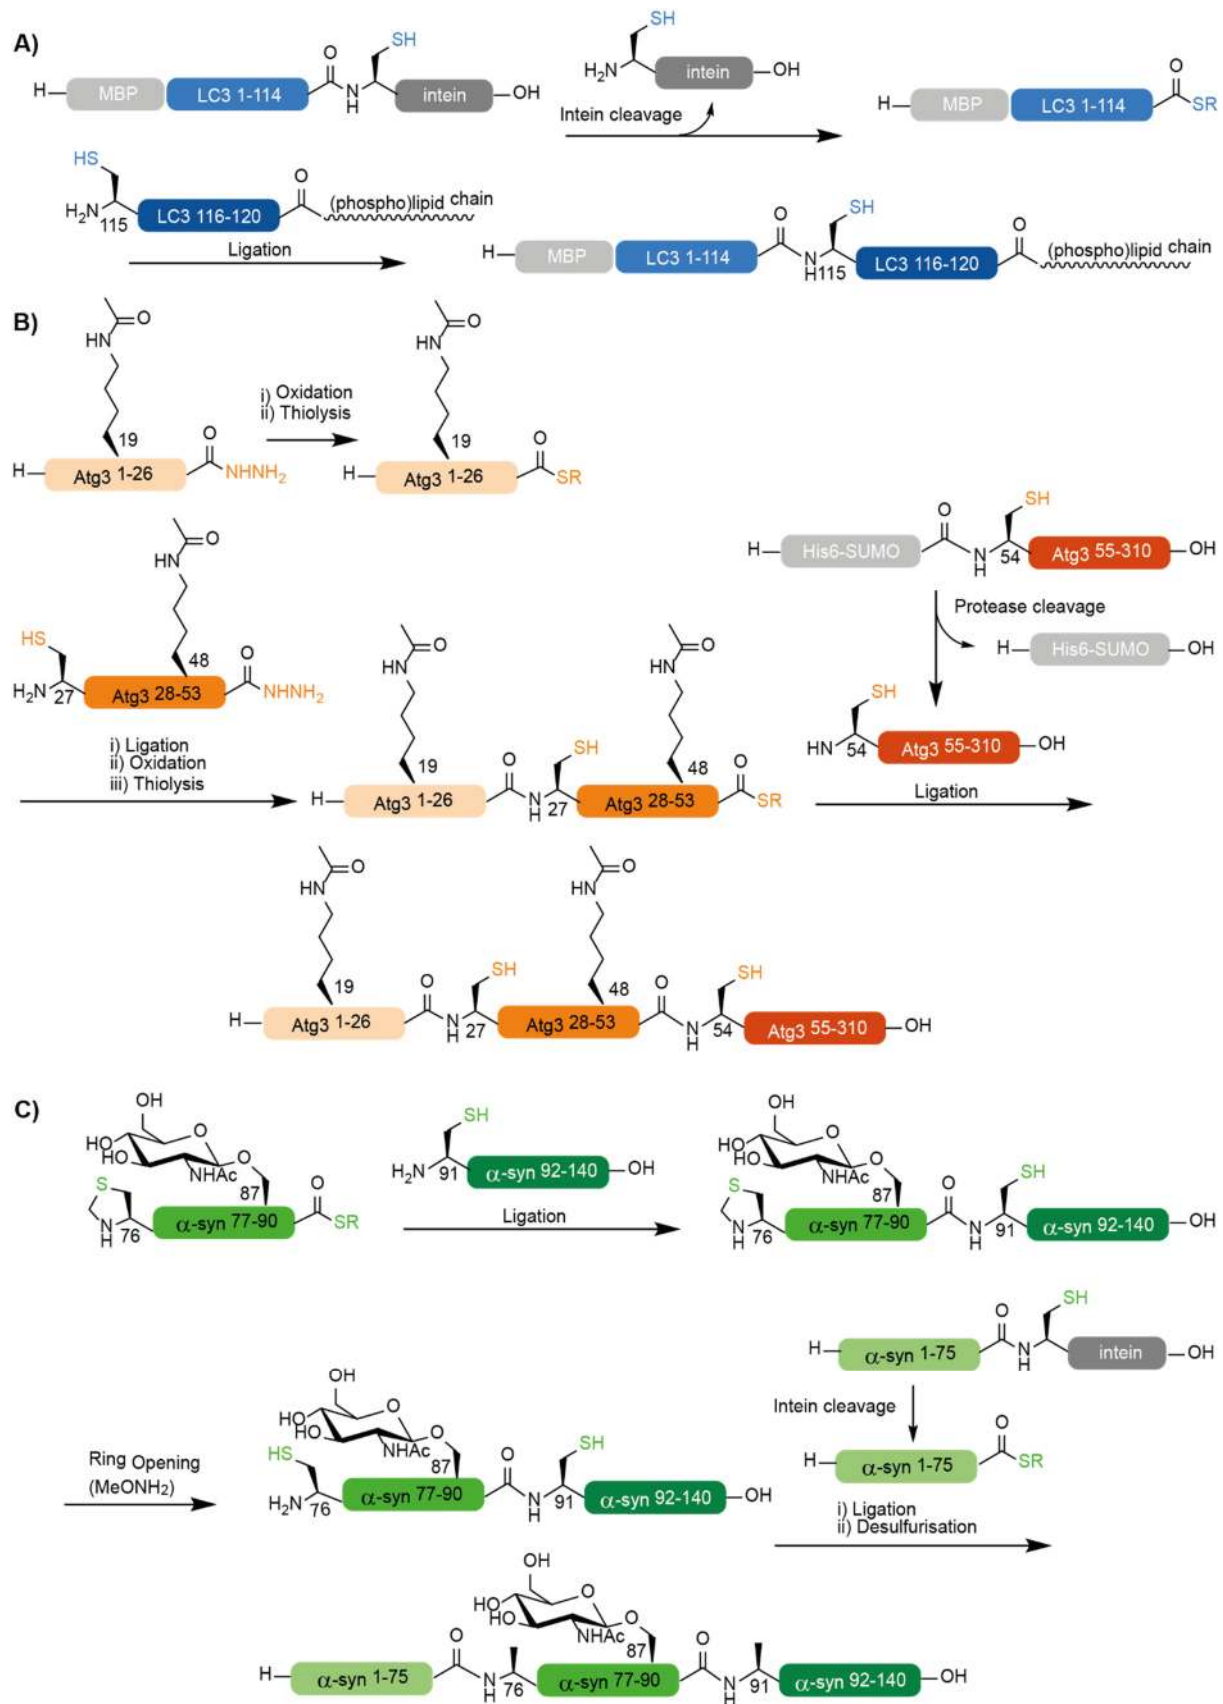 A)
SH
O
H
MBP
LC3 1-114
N
H
intein
OH
SH
H₂N
intein
OH
Intein cleavage
H
MBP
LC3 1-114
O
SR
HS
H₂N
115
LC3 116-120
O
(phospho)lipid chain
Ligation
H
MBP
LC3 1-114
O
SH
N
H
115
LC3 116-120
O
(phospho)lipid chain
B)
O
HN
19
H
Atg3 1-26
O
NHNH₂
i) Oxidation
ii) Thiolysis
O
HN
19
H
Atg3 1-26
O
SR
HS
H₂N
27
O
HN
48
Atg3 28-53
O
NHNH₂
i) Ligation
ii) Oxidation
iii) Thiolysis
O
HN
19
H
Atg3 1-26
O
N
H
SH
27
O
HN
48
Atg3 28-53
O
SR
H
His6-SUMO
O
N
H
SH
54
Atg3 55-310
OH
Protease cleavage
H
His6-SUMO
OH
SH
HN
54
Atg3 55-310
OH
Ligation
O
HN
19
H
Atg3 1-26
O
N
H
SH
27
O
HN
48
Atg3 28-53
O
N
H
SH
54
Atg3 55-310
OH
C)
OH
HO
O
HO
NHAc
O
87
S
N
H
76
α-syn 77-90
O
SR
SH
H₂N
91
α-syn 92-140
OH
Ligation
OH
HO
O
HO
NHAc
O
87
S
N
H
76
α-syn 77-90
O
N
H
SH
91
α-syn 92-140
OH
Ring Opening
(MeONH₂)
OH
HO
O
HO
NHAc
O
87
HS
H₂N
76
α-syn 77-90
O
N
H
SH
91
α-syn 92-140
OH
H
α-syn 1-75
O
N
H
SH
intein
OH
Intein cleavage
H
α-syn 1-75
O
SR
i) Ligation
ii) Desulfurisation
OH
HO
O
HO
NHAc
O
87
H
α-syn 1-75
O
N
H
76
α-syn 77-90
O
N
H
91
α-syn 92-140
OH